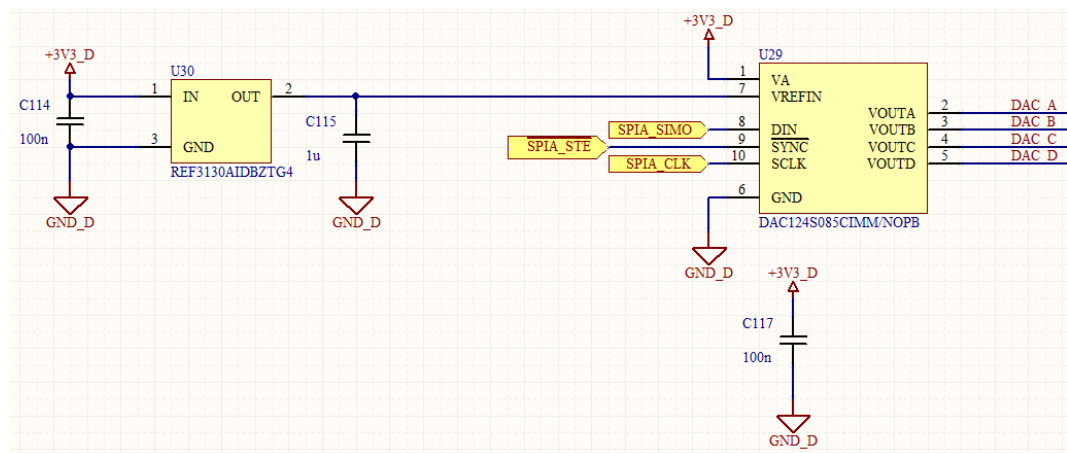 +3V3_D
U30
C114
100n
1
IN
OUT
2
3
GND
REF3130AIDBZTG4
GND_D
C115
1u
GND_D
+3V3_D
U29
1
VA
7
VREFIN
SPIA_SIMO
8
DIN
SPIA_STE
9
SYNC
SPIA_CLK
10
SCLK
6
GND
VOUTA
2
DAC_A
VOUTB
3
DAC_B
VOUTC
4
DAC_C
VOUTD
5
DAC_D
DAC124S085CIMM/NOPB
GND_D
+3V3_D
C117
100n
GND_D